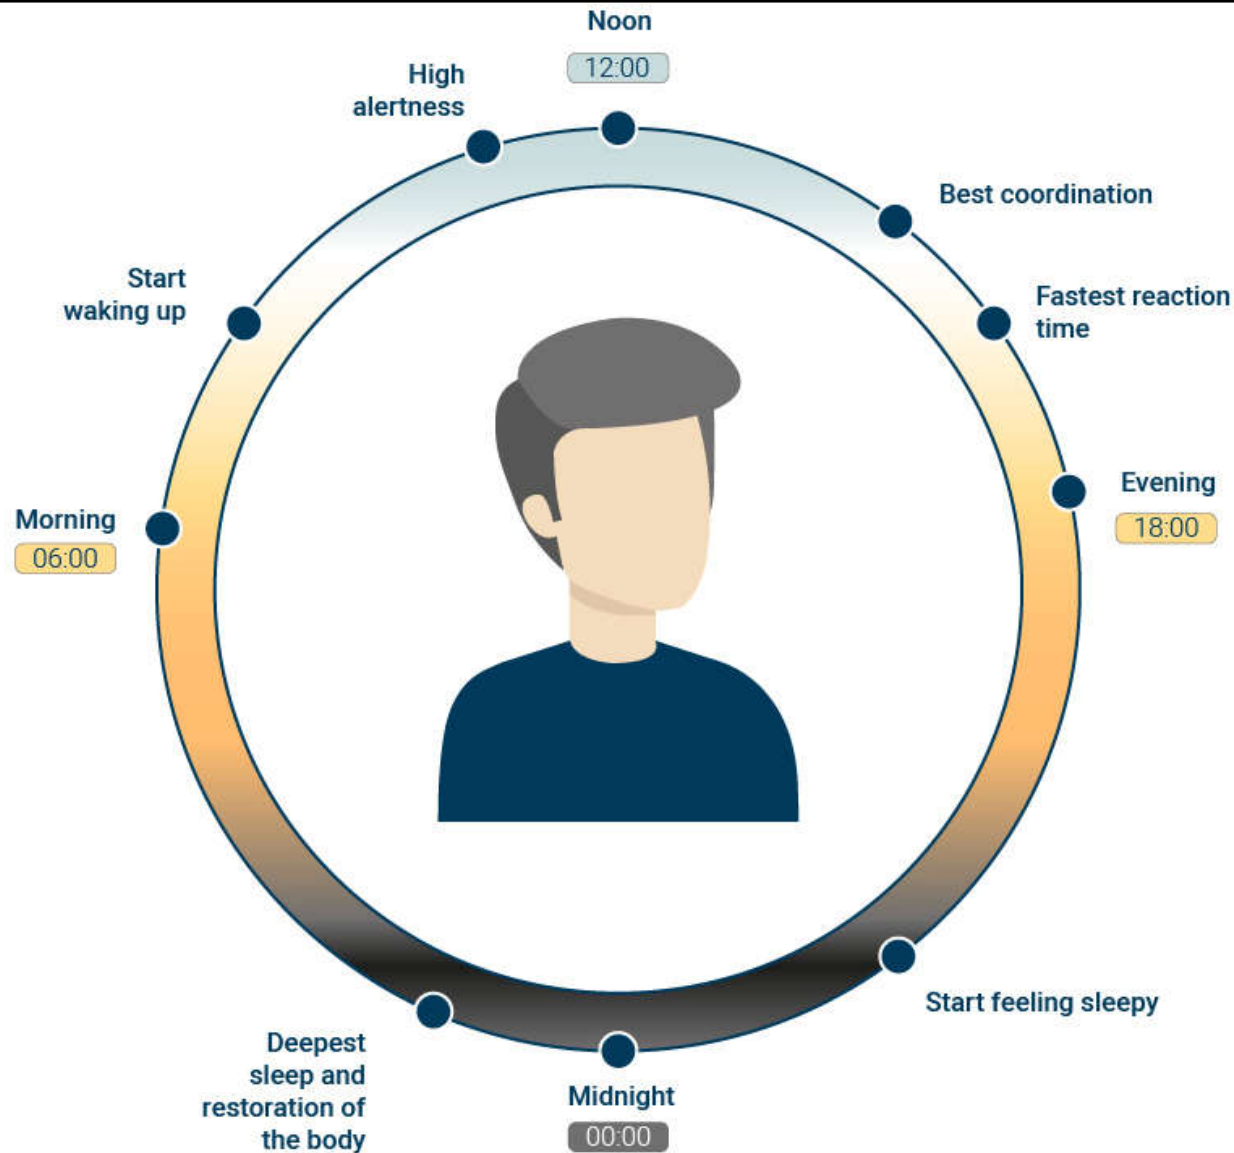 Noon
12:00
High
alertness
Best coordination
Start
waking up
Fastest reaction
time
Evening
18:00
Morning
06:00
Start feeling sleepy
Deepest
sleep and
restoration of
the body
Midnight
00:00